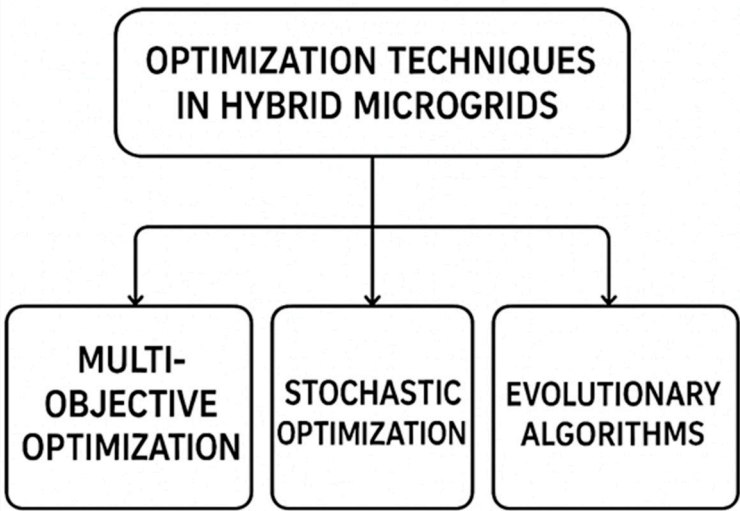 OPTIMIZATION TECHNIQUES
IN HYBRID MICROGRIDS
MULTI-
OBJECTIVE
OPTIMIZATION
STOCHASTIC
OPTIMIZATION
EVOLUTIONARY
ALGORITHMS